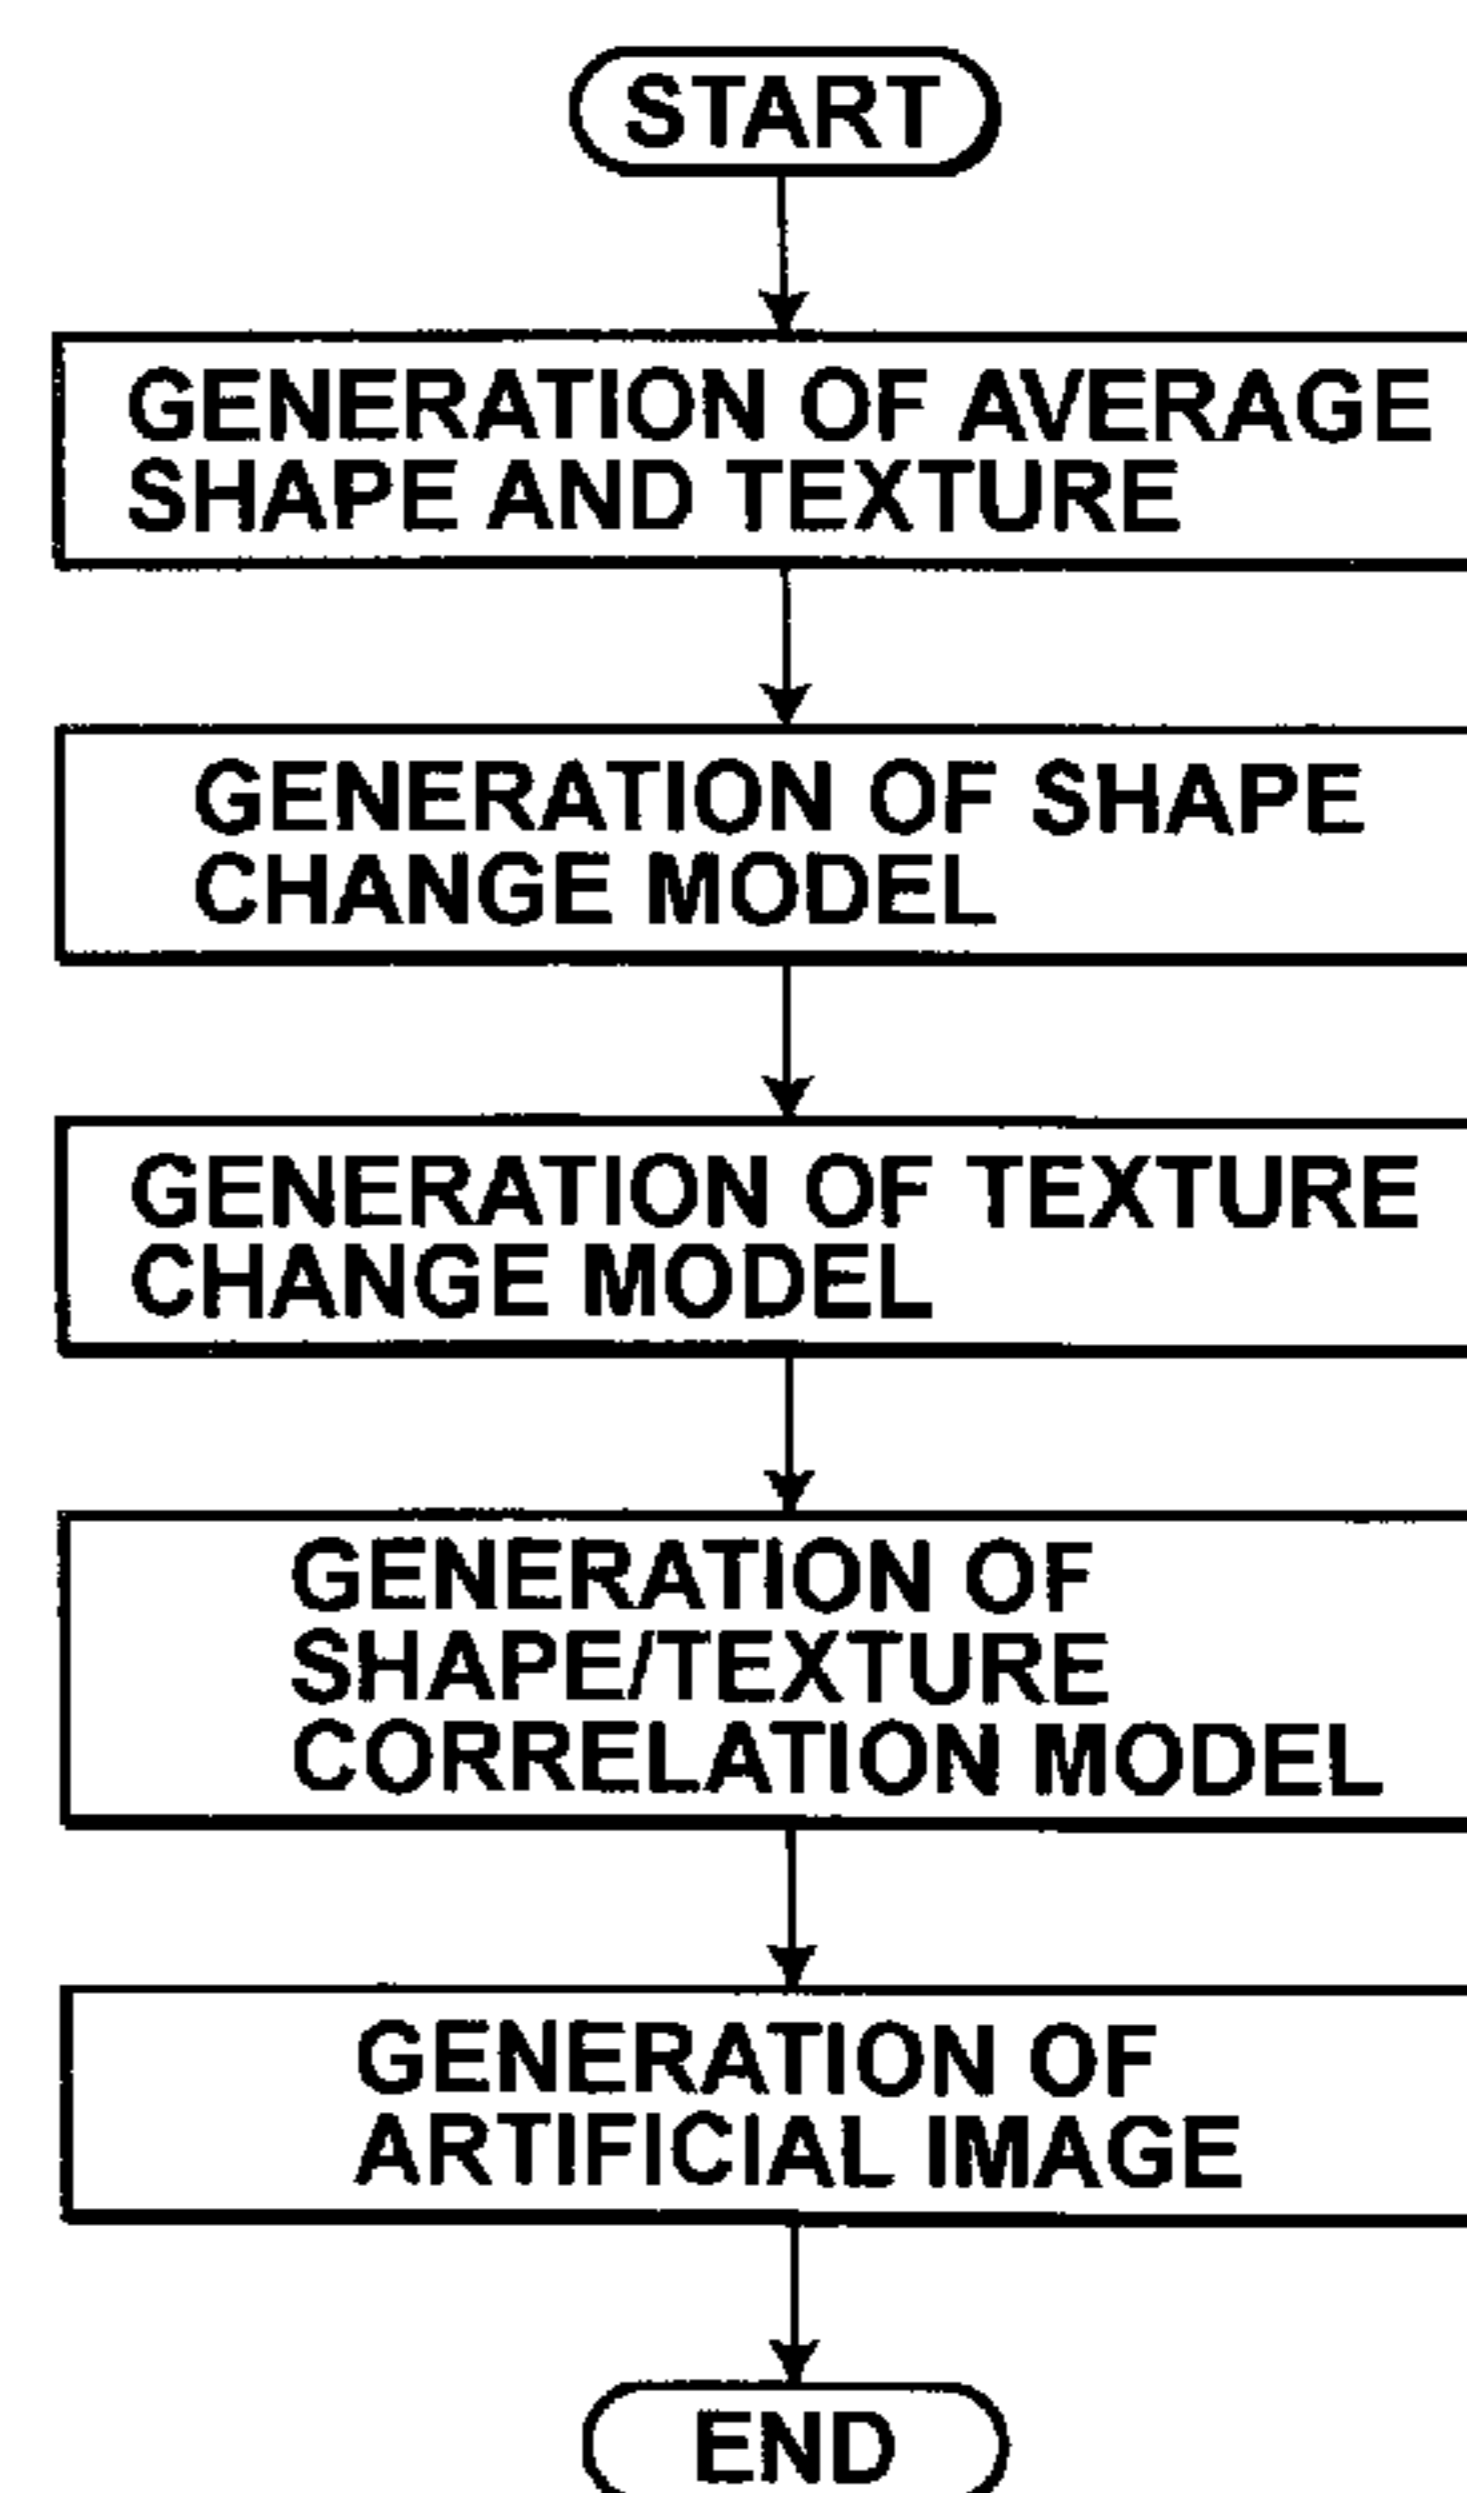 START
GENERATION OF AVERAGE
SHAPE AND TEXTURE
GENERATION OF SHAPE
CHANGE MODEL
GENERATION OF TEXTURE
CHANGE MODEL
GENERATION OF
SHAPE/TEXTURE
CORRELATION MODEL
GENERATION OF
ARTIFICIAL IMAGE
END